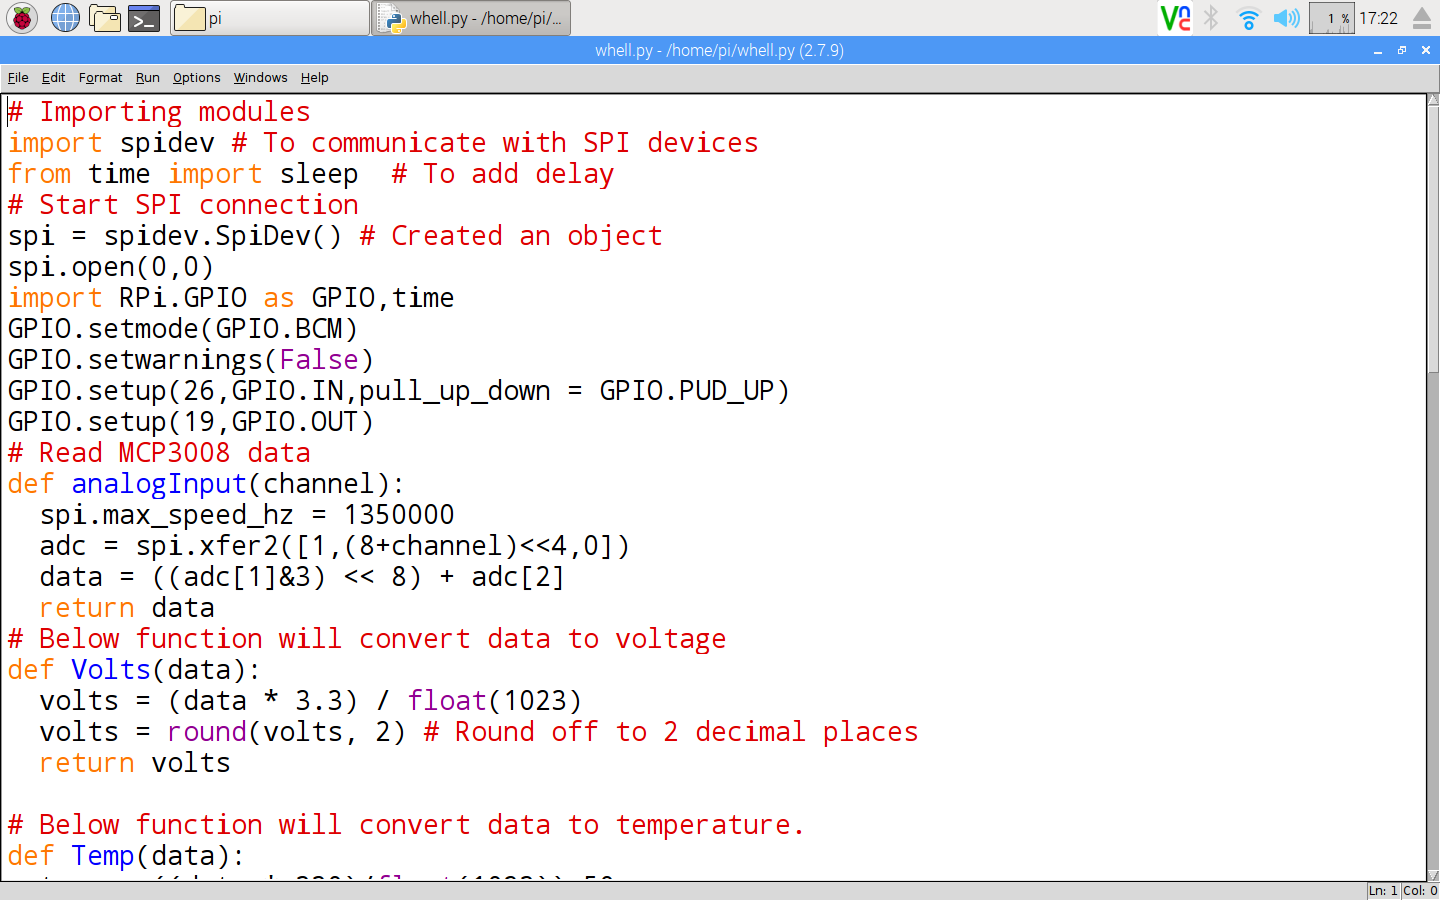 pi
whell.py - /home/pi/...
1 %
17:22
whell.py - /home/pi/whell.py (2.7.9)
File Edit Format Run Options Windows Help
# Importing modules
import spidev # To communicate with SPI devices
from time import sleep  # To add delay
# Start SPI connection
spi = spidev.SpiDev() # Created an object
spi.open(0,0)
import RPi.GPIO as GPIO,time
GPIO.setmode(GPIO.BCM)
GPIO.setwarnings(False)
GPIO.setup(26,GPIO.IN,pull_up_down = GPIO.PUD_UP)
GPIO.setup(19,GPIO.OUT)
# Read MCP3008 data
def analogInput(channel):
  spi.max_speed_hz = 1350000
  adc = spi.xfer2([1,(8+channel)<<4,0])
  data = ((adc[1]&3) << 8) + adc[2]
  return data
# Below function will convert data to voltage
def Volts(data):
  volts = (data * 3.3) / float(1023)
  volts = round(volts, 2) # Round off to 2 decimal places
  return volts
# Below function will convert data to temperature.
def Temp(data):
Ln: 1 Col: 0